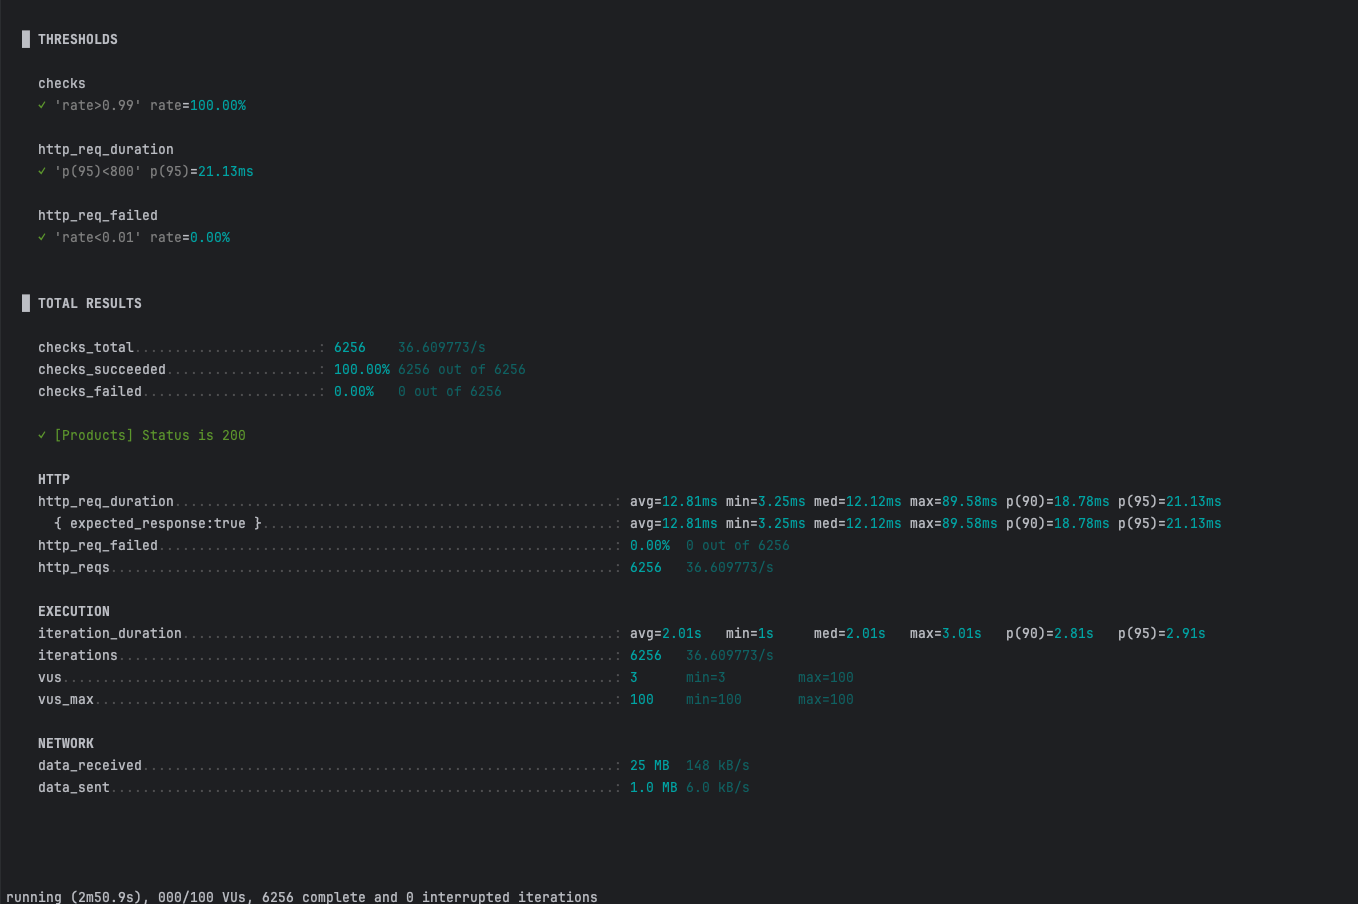 THRESHOLDS
checks
✓ 'rate>0.99' rate=100.00%
http_req_duration
✓ 'p(95)<800' p(95)=21.13ms
http_req_failed
✓ 'rate<0.01' rate=0.00%
TOTAL RESULTS
checks_total.......................: 6256 36.609773/s
checks_succeeded...................: 100.00% 6256 out of 6256
checks_failed......................: 0.00% 0 out of 6256
✓ [Products] Status is 200
HTTP
http_req_duration.......................................................: avg=12.81ms min=3.25ms med=12.12ms max=89.58ms p(90)=18.78ms p(95)=21.13ms
{ expected_response:true }............................................: avg=12.81ms min=3.25ms med=12.12ms max=89.58ms p(90)=18.78ms p(95)=21.13ms
http_req_failed.........................................................: 0.00% 0 out of 6256
http_reqs...............................................................: 6256 36.609773/s
EXECUTION
iteration_duration......................................................: avg=2.01s min=1s med=2.01s max=3.01s p(90)=2.81s p(95)=2.91s
iterations..............................................................: 6256 36.609773/s
vus.....................................................................: 3 min=3 max=100
vus_max.................................................................: 100 min=100 max=100
NETWORK
data_received...........................................................: 25 MB 148 kB/s
data_sent...............................................................: 1.0 MB 6.0 kB/s
running (2m50.9s), 000/100 VUs, 6256 complete and 0 interrupted iterations